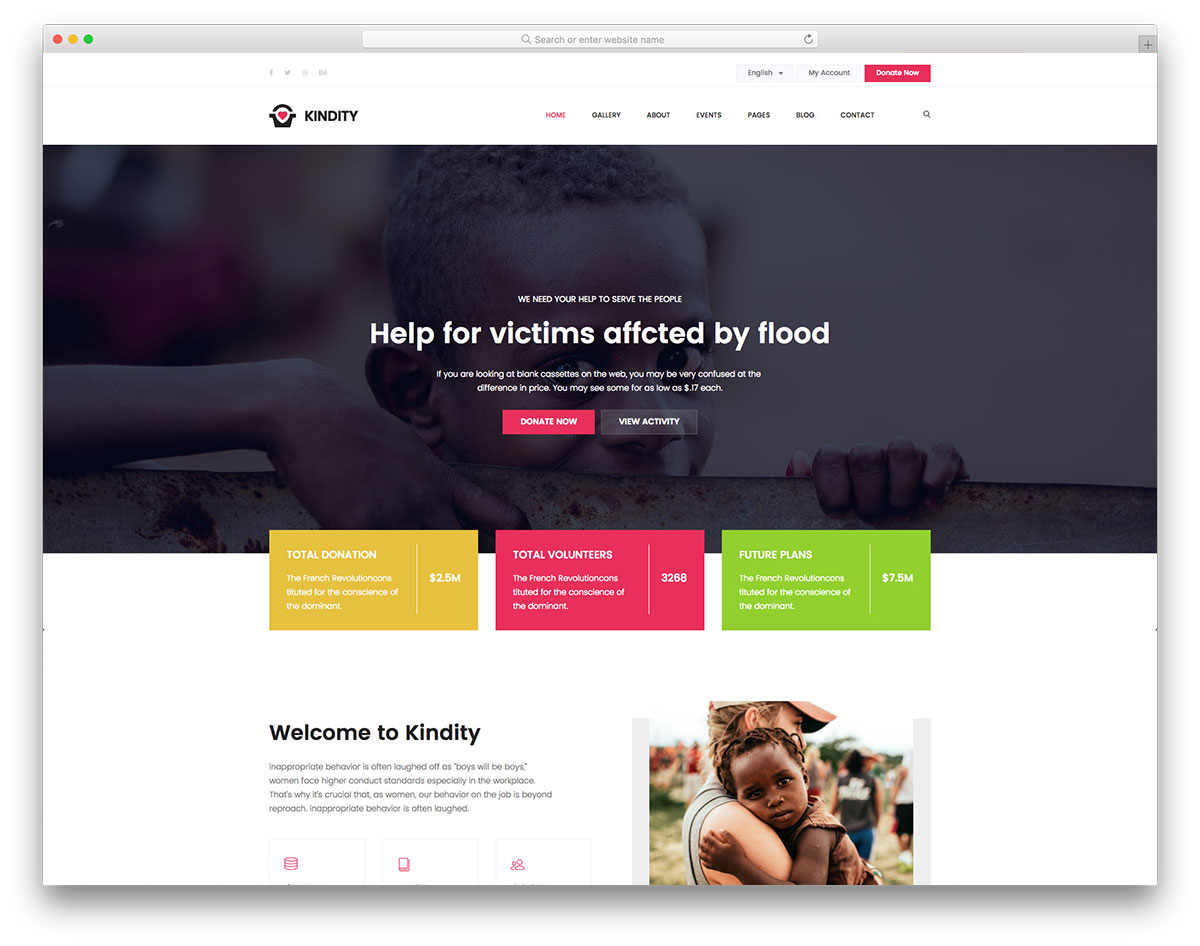 Search or enter website name
English
My Account
Donate Now
KINDITY
HOME
GALLERY
ABOUT
EVENTS
PAGES
BLOG
CONTACT
WE NEED YOUR HELP TO SERVE THE PEOPLE
Help for victims affcted by flood
If you are looking at blank cassettes on the web, you may be very confused at the
difference in price. You may see some for as low as $.17 each.
DONATE NOW
VIEW ACTIVITY
TOTAL DONATION
The French Revolutioncons
tituted for the conscience of
the dominant.
$2.5M
TOTAL VOLUNTEERS
The French Revolutioncons
tituted for the conscience of
the dominant.
3268
FUTURE PLANS
The French Revolutioncons
tituted for the conscience of
the dominant.
$7.5M
Welcome to Kindity
inappropriate behavior is often laughed off as "boys will be boys,"
women face higher conduct standards especially in the workplace.
That's why it's crucial that, as women, our behavior on the job is beyond
reproach. inappropriate behavior is often laughed.